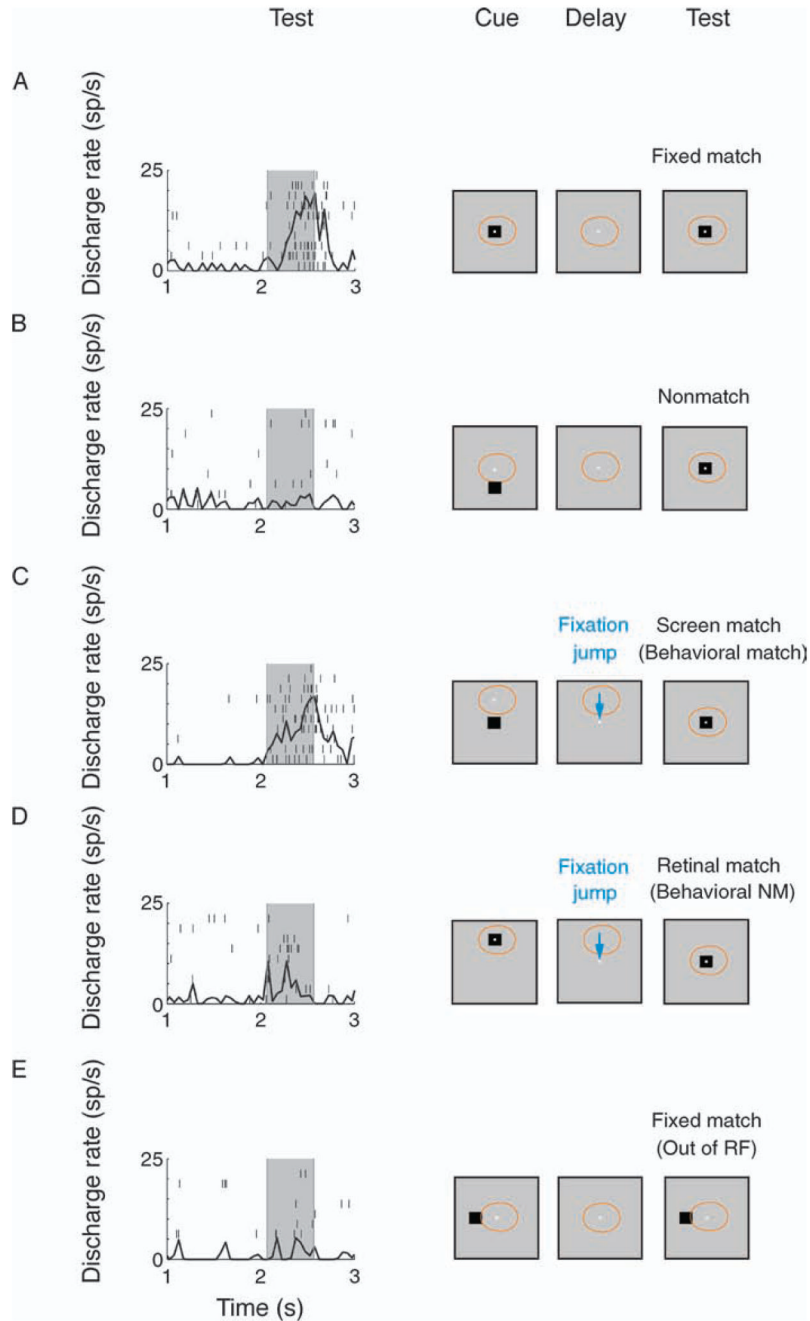 Test Cue Delay Test
A
Discharge rate (sp/s)
25
0
1 2 3
Fixed match
B
Discharge rate (sp/s)
25
0
1 2 3
Nonmatch
C
Discharge rate (sp/s)
25
0
1 2 3
Fixation
jump
Screen match
(Behavioral match)
D
Discharge rate (sp/s)
25
0
1 2 3
Fixation
jump
Retinal match
(Behavioral NM)
E
Discharge rate (sp/s)
25
0
1 2 3
Time (s)
Fixed match
(Out of RF)